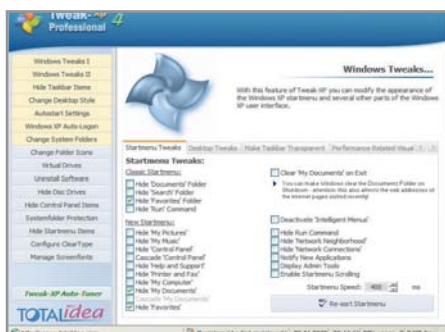 Tweak-XP 4
Professional
Windows Tweaks I
Windows Tweaks II
Hide Taskbar Items
Change Desktop Style
Autostart Settings
Windows XP Auto-Logon
Change System Folders
Change Folder Icons
Virtual Drives
Uninstall Software
Hide Disc Drives
Hide Control Panel Items
Systemfolder Protection
Hide Startmenu Items
Configure ClearType
Manage Screenfonts
Tweak-XP Auto-Tuner
TOTALidea
Windows Tweaks...
With this feature of Tweak-XP you can modify the appearance of
the Windows XP startmenu and several other parts of the Windows
XP user interface.
Startmenu Tweaks Desktop Tweaks Make Taskbar Transparent Performance Related Visual
Startmenu Tweaks:
Classic Startmenu:
Hide 'Documents' Folder
Hide 'Search' Folder
Hide 'Favorites' Folder
Hide 'Run' Command
New Startmenu:
Hide 'My Pictures'
Hide 'My Music'
Hide 'Control Panel'
Cascade 'Control Panel'
Hide 'Help and Support'
Hide 'Printer and Fax'
Hide 'My Computer'
Hide 'My Documents'
Cascade 'My Documents'
Hide 'Favorites'
Clear 'My Documents' on Exit
You can make windows clear the Documents Folder on
Shutdown - attention: this also alerts the web addresses of
the internet pages visited recently!
Deactivate 'Intelligent Menus'
Hide Run Command
Hide 'Network Neighborhood'
Hide 'Network Connections'
Notify New Applications
Display Admin Tools
Enable Startmenu Scrolling
Startmenu Speed: 400 ms
Re-sort Startmenu